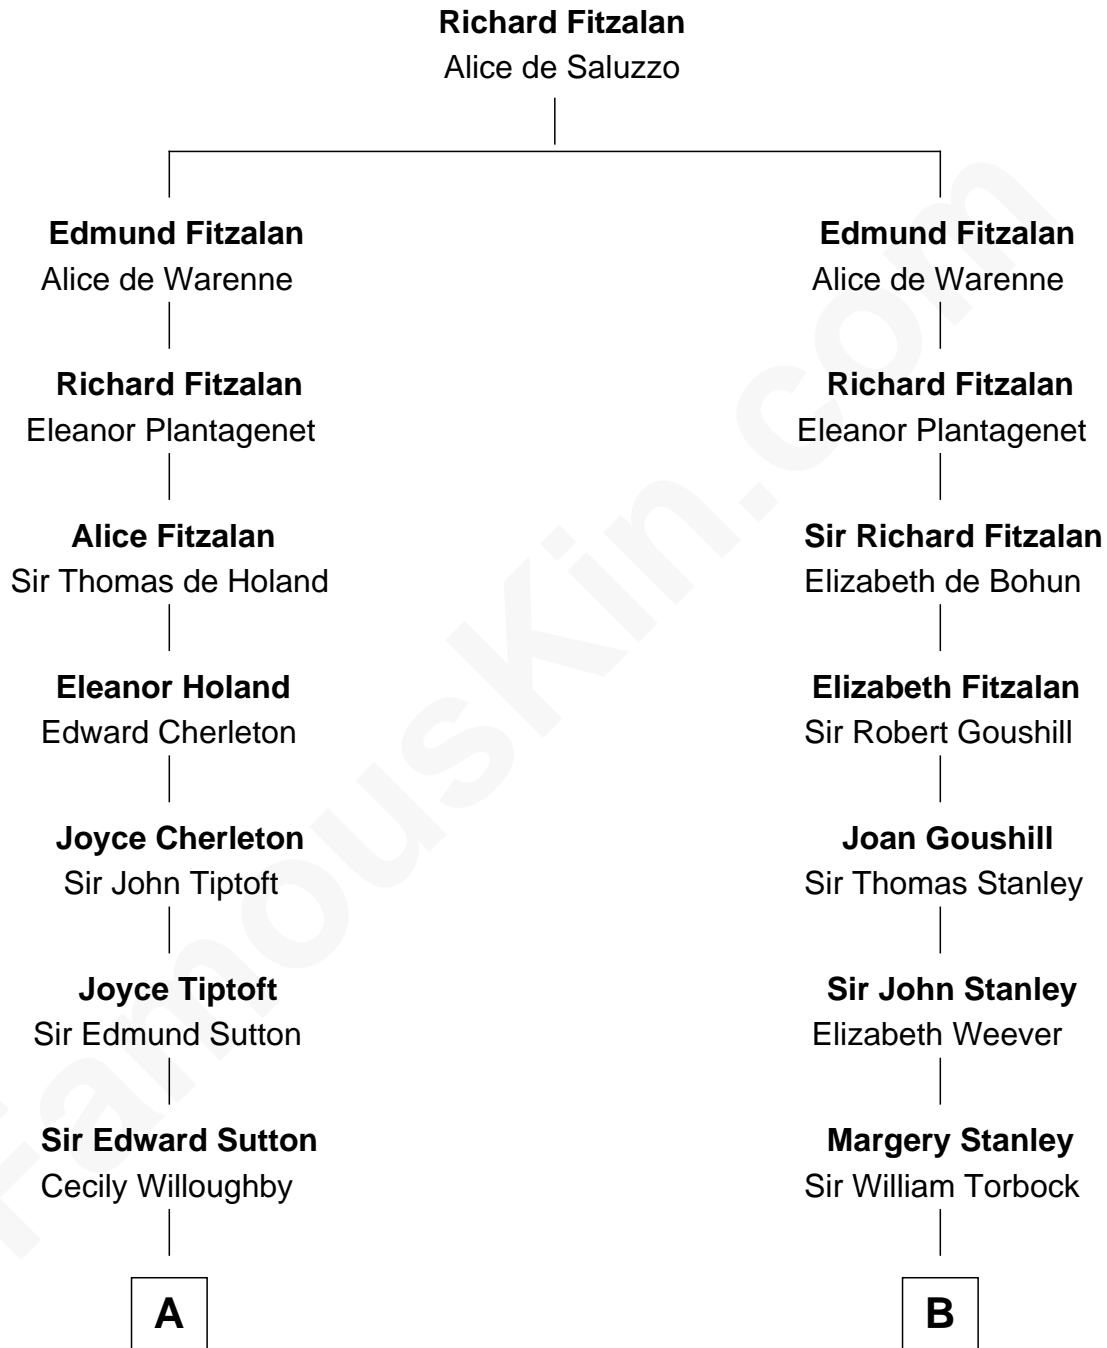 Richard Fitzalan
Alice de Saluzzo
Edmund Fitzalan
Alice de Warenne
Richard Fitzalan
Eleanor Plantagenet
Alice Fitzalan
Sir Thomas de Holand
Eleanor Holand
Edward Cherleton
Joyce Cherleton
Sir John Tiptoft
Joyce Tiptoft
Sir Edmund Sutton
Sir Edward Sutton
Cecily Willoughby
A
Edmund Fitzalan
Alice de Warenne
Richard Fitzalan
Eleanor Plantagenet
Sir Richard Fitzalan
Elizabeth de Bohun
Elizabeth Fitzalan
Sir Robert Goushill
Joan Goushill
Sir Thomas Stanley
Sir John Stanley
Elizabeth Weever
Margery Stanley
Sir William Torbock
B
FamousKin.com